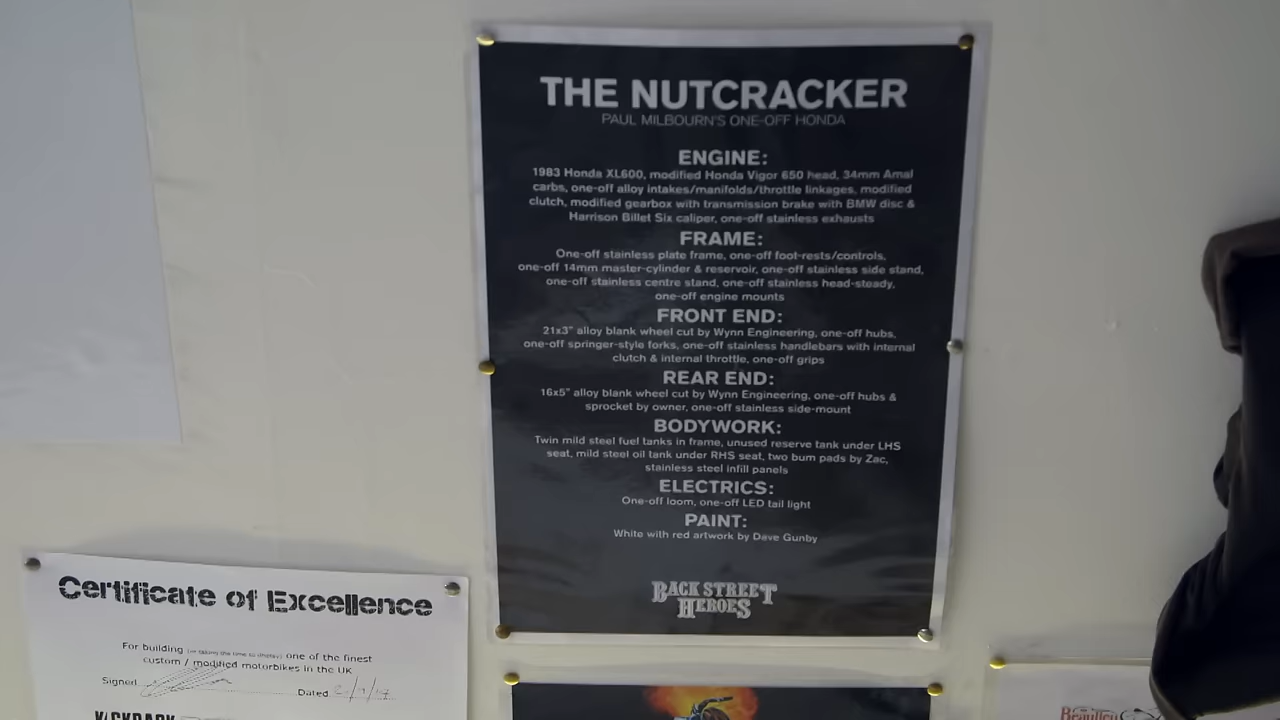 THE NUTCRACKER
PAUL MILBOURN'S ONE-OFF HONDA
ENGINE:
1983 Honda XL600, modified Honda Vigor 650 head, 34mm Amal
carbs, one-off alloy intakes/manifolds/throttle linkages, modified
clutch, modified gearbox with transmission brake with BMW disc &
Harrison Billet Six caliper, one-off stainless exhausts
FRAME:
One-off stainless plate frame, one-off foot-rests/controls,
one-off 14mm master-cylinder & reservoir, one-off stainless side stand,
one-off stainless centre stand, one-off stainless head-steady,
one-off engine mounts
FRONT END:
21x3" alloy blank wheel cut by Wynn Engineering, one-off hubs,
one-off springer-style forks, one-off stainless handlebars with internal
clutch & internal throttle, one-off grips
REAR END:
16x5" alloy blank wheel cut by Wynn Engineering, one-off hubs &
sprocket by owner, one-off stainless side-mount
BODYWORK:
Twin mild steel fuel tanks in frame, unused reserve tank under LHS
seat, mild steel oil tank under RHS seat, two bum pads by Zac,
stainless steel infill panels
ELECTRICS:
One-off loom, one-off LED tail light
PAINT:
White with red artwork by Dave Gunby
BACK STREET
HEROES
Certificate of Excellence
For building (or taking the time to display) one of the finest
custom / modified motorbikes in the UK
Signed
Dated
KICKBACK